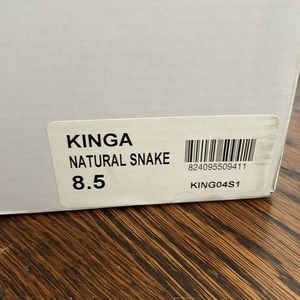 KINGA
NATURAL SNAKE
8.5
824095509411
KING04S1